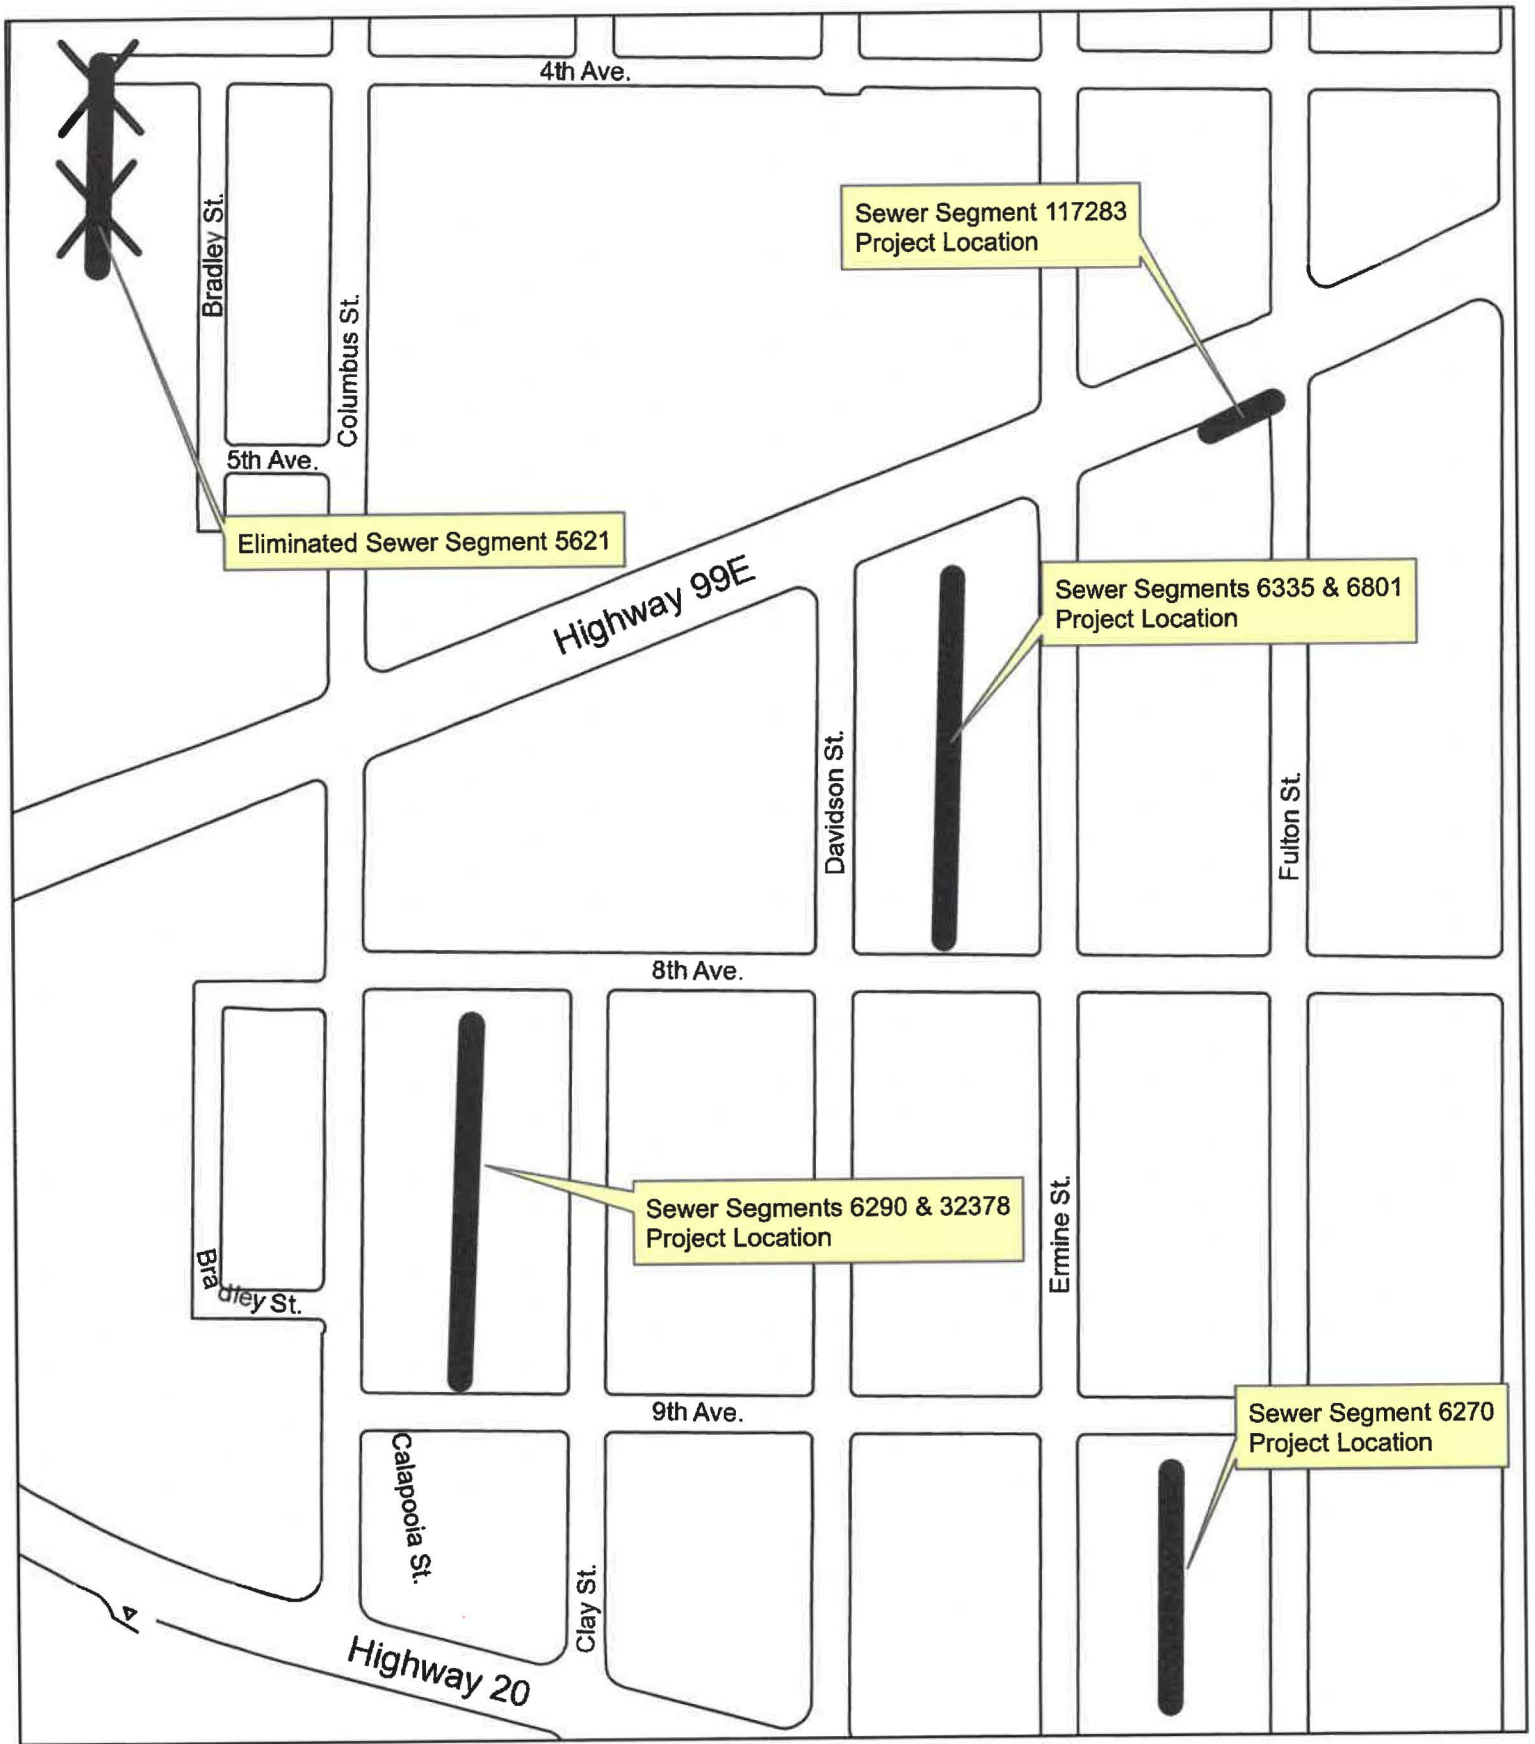 4th Ave.
Bradley St.
Sewer Segment 117283
Project Location
Columbus St.
5th Ave.
Eliminated Sewer Segment 5621
Highway 99E
Sewer Segments 6335 & 6801
Project Location
Davidson St.
Fulton St.
8th Ave.
Sewer Segments 6290 & 32378
Project Location
Ermine St.
Bradley St.
9th Ave.
Sewer Segment 6270
Project Location
Calapooia St.
Clay St.
Highway 20